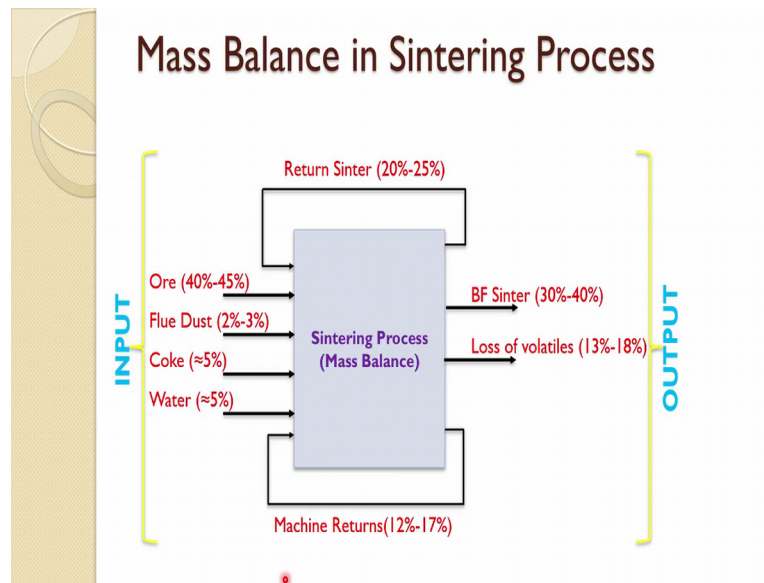 Mass Balance in Sintering Process
Return Sinter (20%-25%)
INPUT
Ore (40%-45%)
Flue Dust (2%-3%)
Coke (≈5%)
Water (≈5%)
Sintering Process
(Mass Balance)
BF Sinter (30%-40%)
Loss of volatiles (13%-18%)
OUTPUT
Machine Returns(12%-17%)